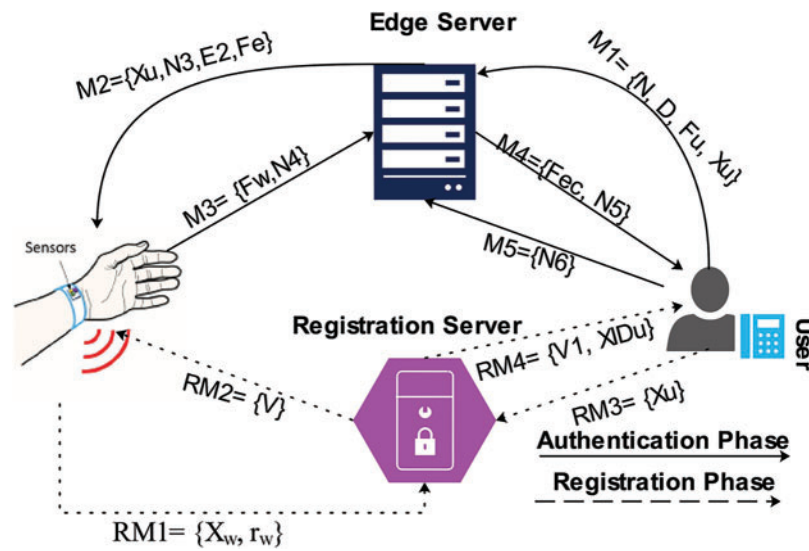 Edge Server
M2={Xu,N3,E2,Fe}
M1= {N, D, Fu, Xu}
M3= {Fw,N4}
M4={Fec, N5}
M5={N6}
Sensors
Registration Server
User
RM2= {V}
RM4= {V1, XIDu}
RM3= {Xu}
Authentication Phase
Registration Phase
RM1= {Xw, rw}